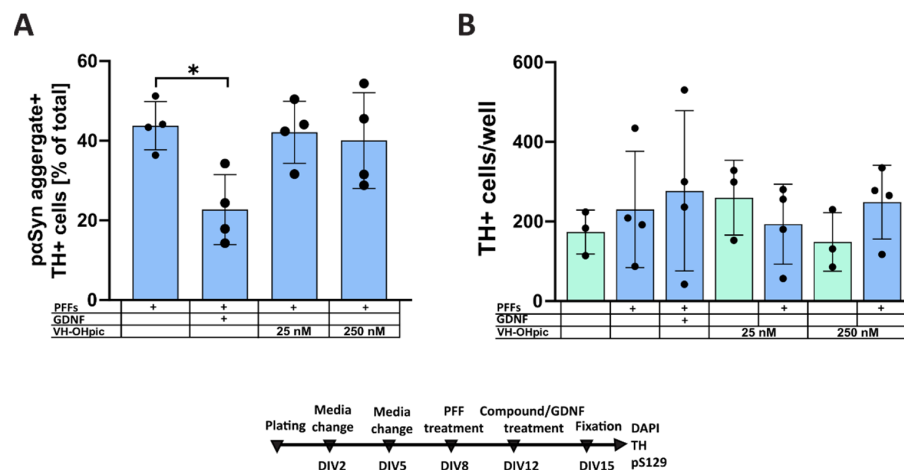 A
pαSyn aggergate+
TH+ cells [% of total]
60
40
20
0
*
PFFs + + + +
GDNF +
VH-OHpic 25 nM 250 nM
B
TH+ cells/well
600
400
200
0
PFFs + + + +
GDNF +
VH-OHpic 25 nM 250 nM
Plating Media change Media change PFF treatment Compound/GDNF treatment Fixation
DIV2 DIV5 DIV8 DIV12 DIV15
DAPI
TH
pS129